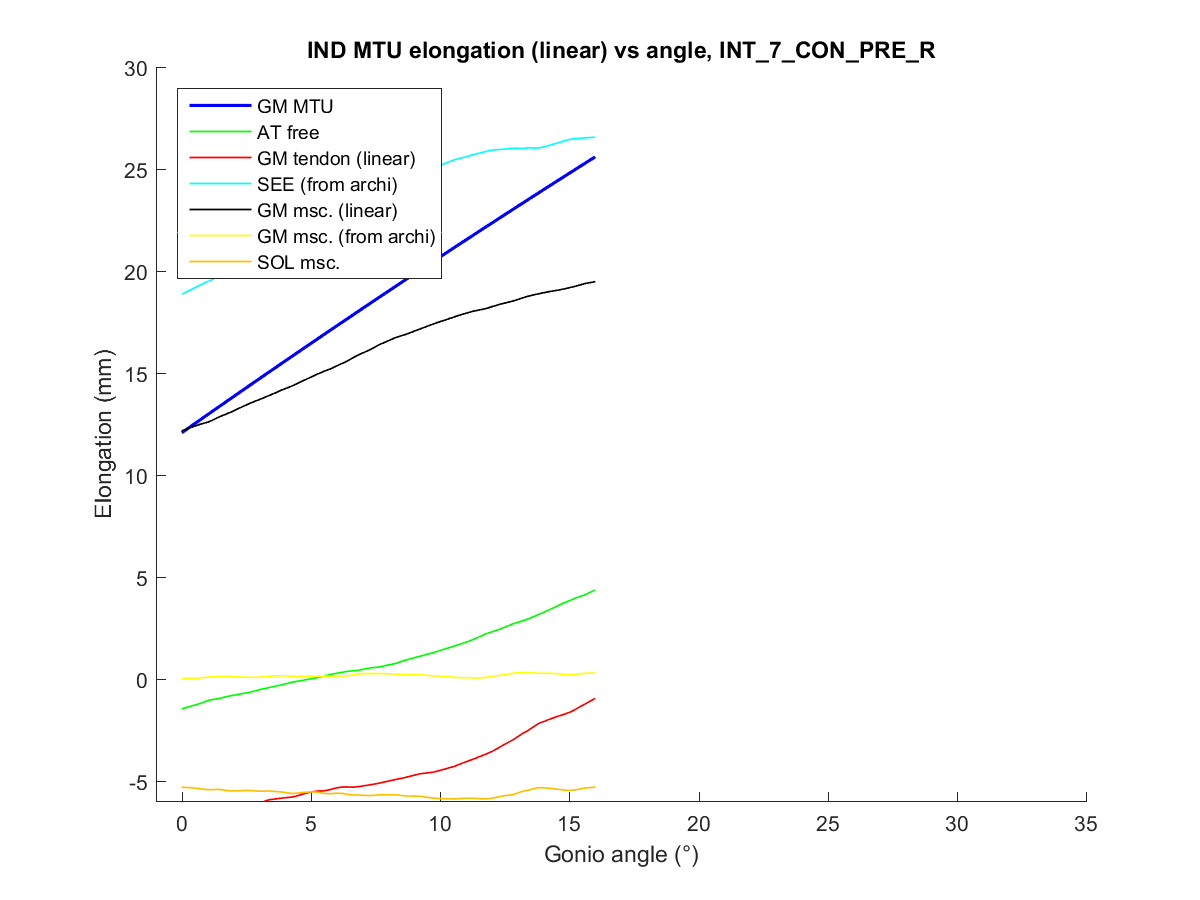 IND MTU elongation (linear) vs angle, INT_7_CON_PRE_R
30
25
20
15
10
5
0
-5
Elongation (mm)
GM MTU
AT free
GM tendon (linear)
SEE (from archi)
GM msc. (linear)
GM msc. (from archi)
SOL msc.
0 5 10 15 20 25 30 35
Gonio angle (°)